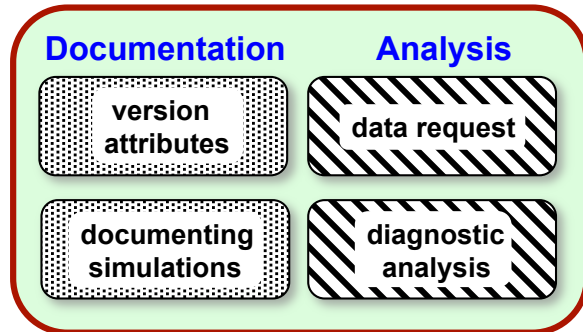 Documentation
Analysis
version
attributes
data request
documenting
simulations
diagnostic
analysis